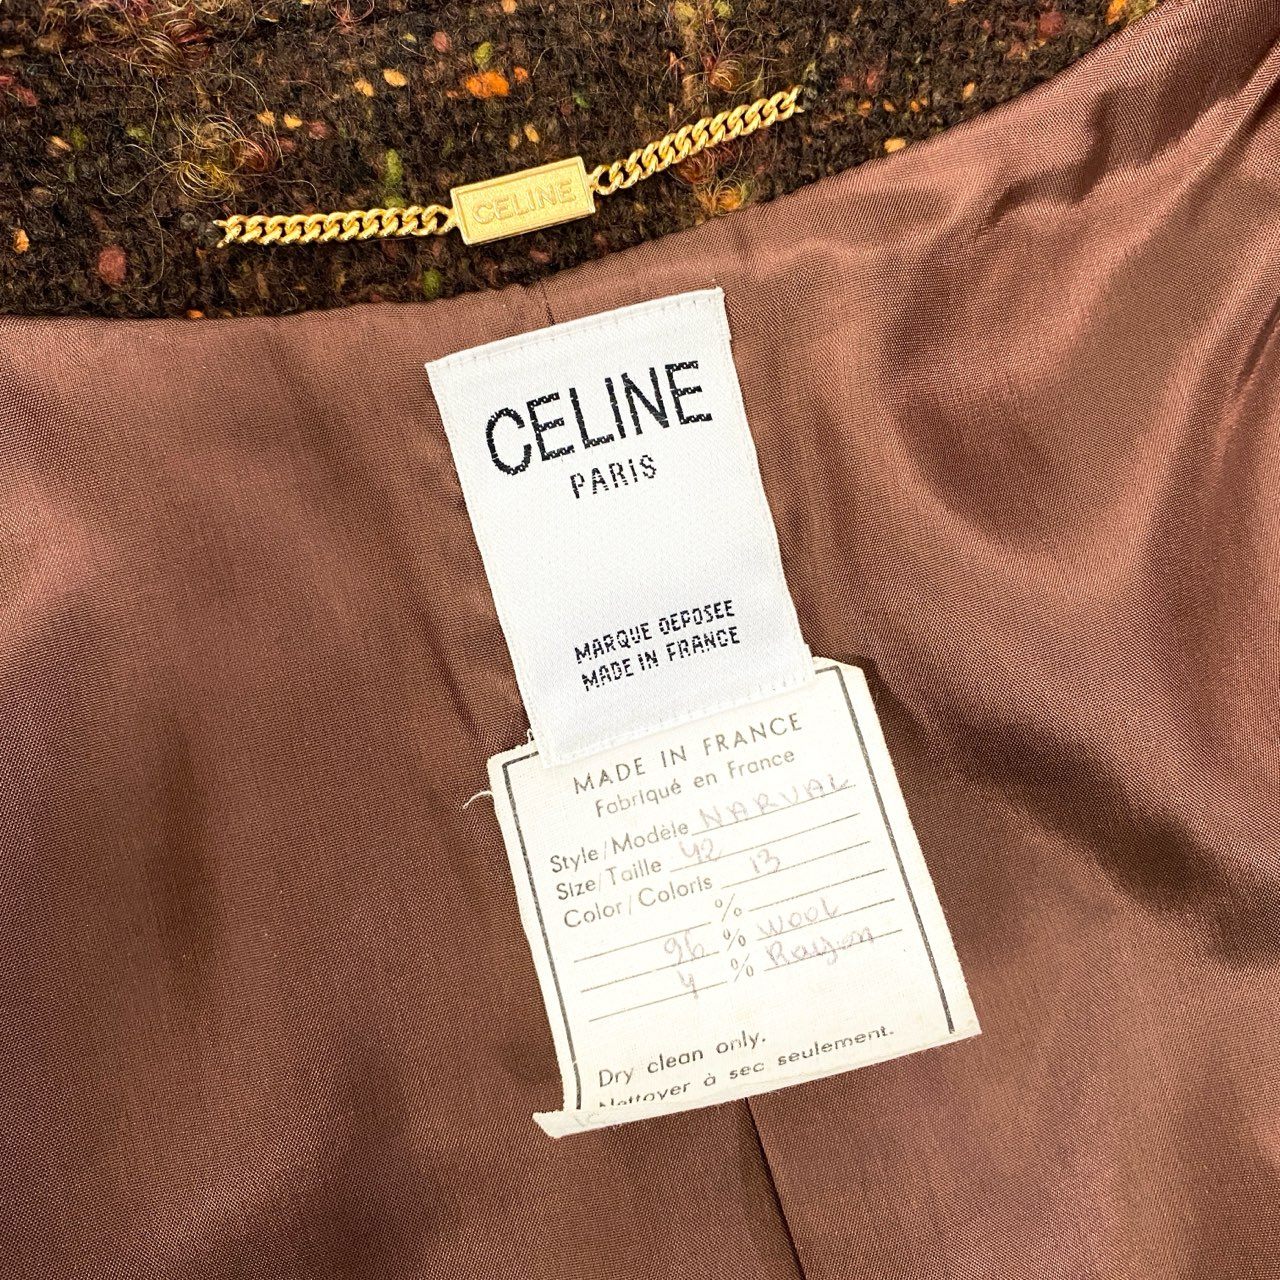 CELINE
CELINE
PARIS
MARQUE DEPOSEE
MADE IN FRANCE
MADE IN FRANCE
Fabriqué en France
Style/Modèle NARVAL
Size/Taille 42
Color/Coloris 13
%
96 % Wool
4 % Rayon
Dry clean only.
Nettoyer à sec seulement.